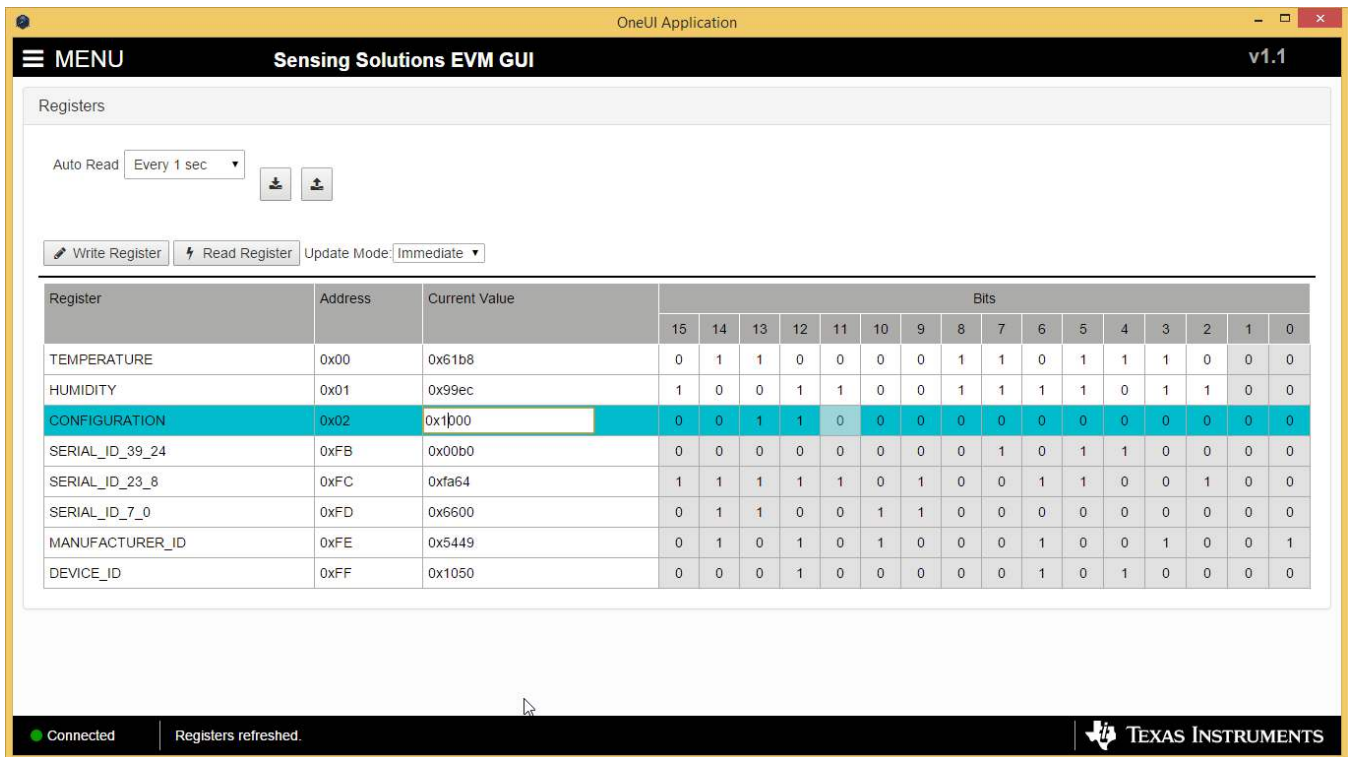 OneUI Application
MENU Sensing Solutions EVM GUI v1.1
Registers
Auto Read Every 1 sec
Write Register Read Register Update Mode: Immediate
Register Address Current Value Bits
15 14 13 12 11 10 9 8 7 6 5 4 3 2 1 0
TEMPERATURE 0x00 0x61b8 0 1 1 0 0 0 0 1 1 0 1 1 1 0 0 0
HUMIDITY 0x01 0x99ec 1 0 0 1 1 0 0 1 1 1 1 0 1 1 0 0
CONFIGURATION 0x02 0x1000 0 0 1 1 0 0 0 0 0 0 0 0 0 0 0 0
SERIAL_ID_39_24 0xFB 0x00b0 0 0 0 0 0 0 0 0 1 0 1 1 0 0 0 0
SERIAL_ID_23_8 0xFC 0xfa64 1 1 1 1 1 0 1 0 0 1 1 0 0 1 0 0
SERIAL_ID_7_0 0xFD 0x6600 0 1 1 0 0 1 1 0 0 0 0 0 0 0 0 0
MANUFACTURER_ID 0xFE 0x5449 0 1 0 1 0 1 0 0 0 1 0 0 1 0 0 1
DEVICE_ID 0xFF 0x1050 0 0 0 1 0 0 0 0 0 1 0 1 0 0 0 0
Connected Registers refreshed. TEXAS INSTRUMENTS